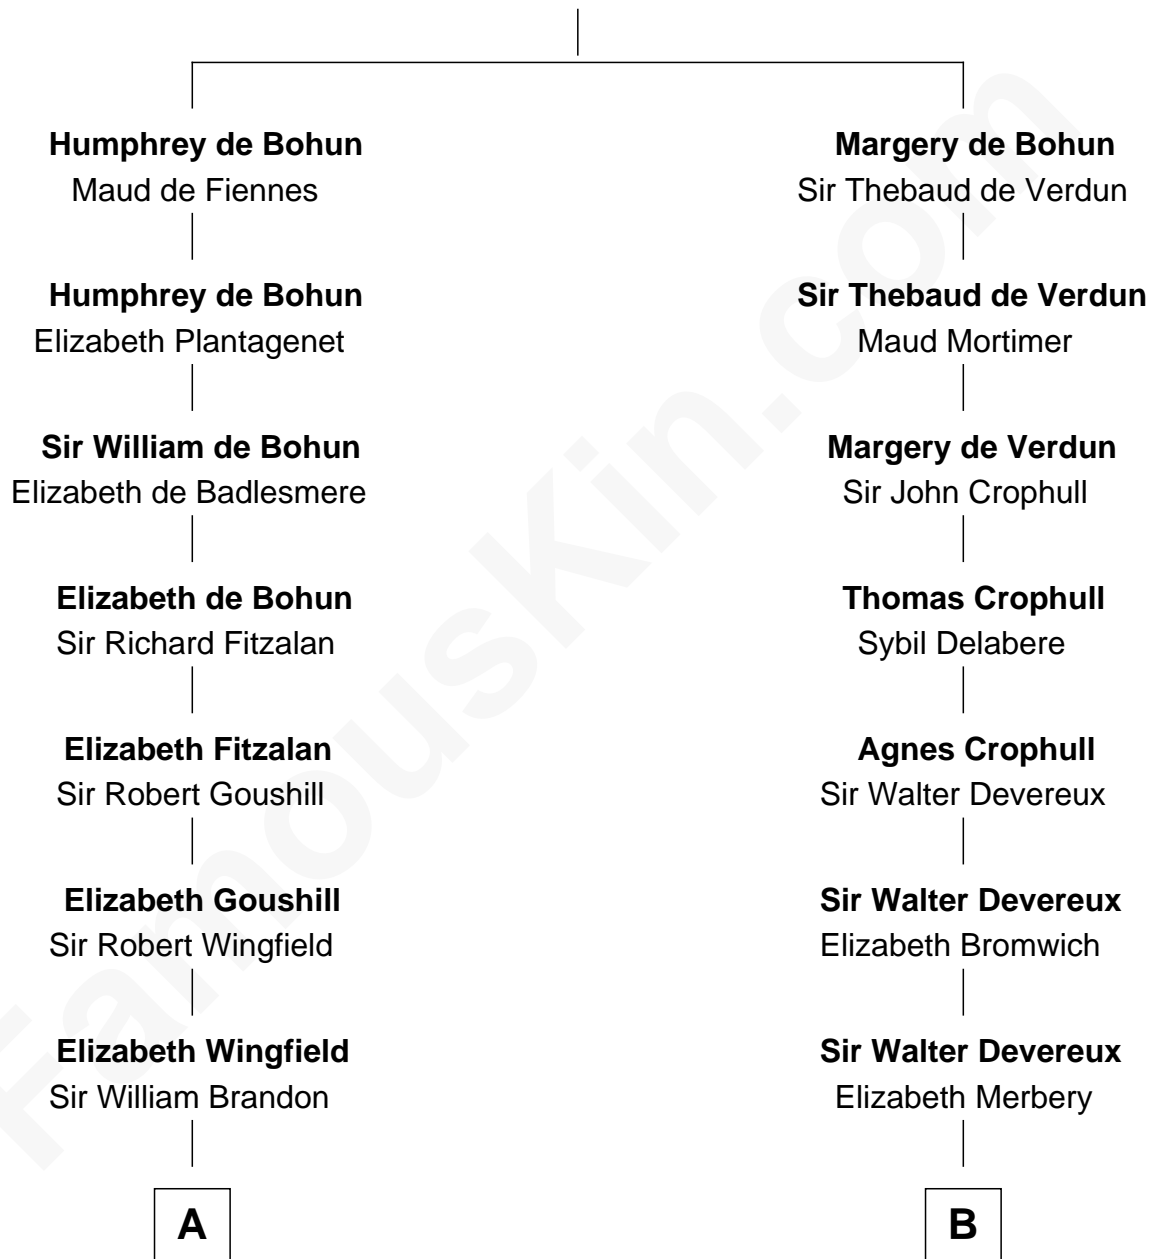 Humphrey de Bohun
Maud de Fiennes
Humphrey de Bohun
Elizabeth Plantagenet
Sir William de Bohun
Elizabeth de Badlesmere
Elizabeth de Bohun
Sir Richard Fitzalan
Elizabeth Fitzalan
Sir Robert Goushill
Elizabeth Goushill
Sir Robert Wingfield
Elizabeth Wingfield
Sir William Brandon
A
Margery de Bohun
Sir Thebaud de Verdun
Sir Thebaud de Verdun
Maud Mortimer
Margery de Verdun
Sir John Crophull
Thomas Crophull
Sybil Delabere
Agnes Crophull
Sir Walter Devereux
Sir Walter Devereux
Elizabeth Bromwich
Sir Walter Devereux
Elizabeth Merbery
B
FamousKin.com